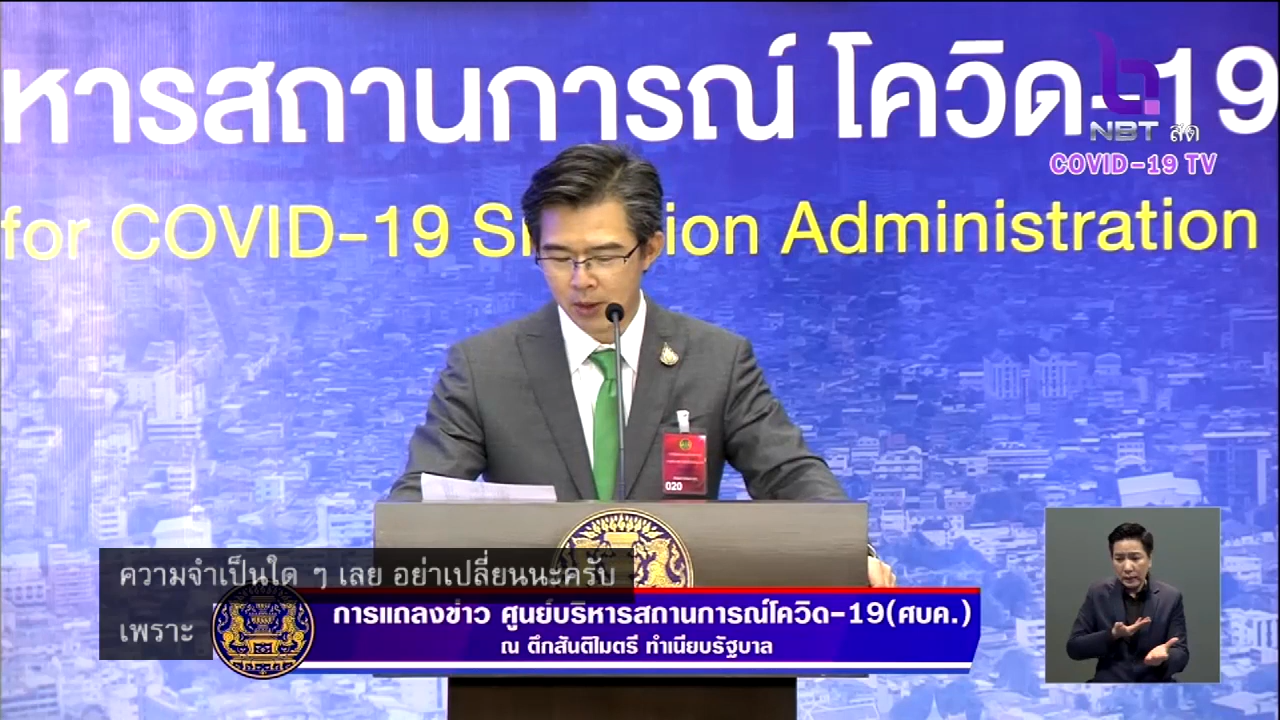 หารสถานการณ์ โควิด-19
NBT สด
COVID-19 TV
for COVID-19 Si ion Administration
020
ความจำเป็นใด ๆ เลย อย่าเปลี่ยนนะครับ
เพราะ
การแถลงข่าว ศูนย์บริหารสถานการณ์โควิด-19(ศบค.)
ณ ตึกสันติไมตรี ทำเนียบรัฐบาล